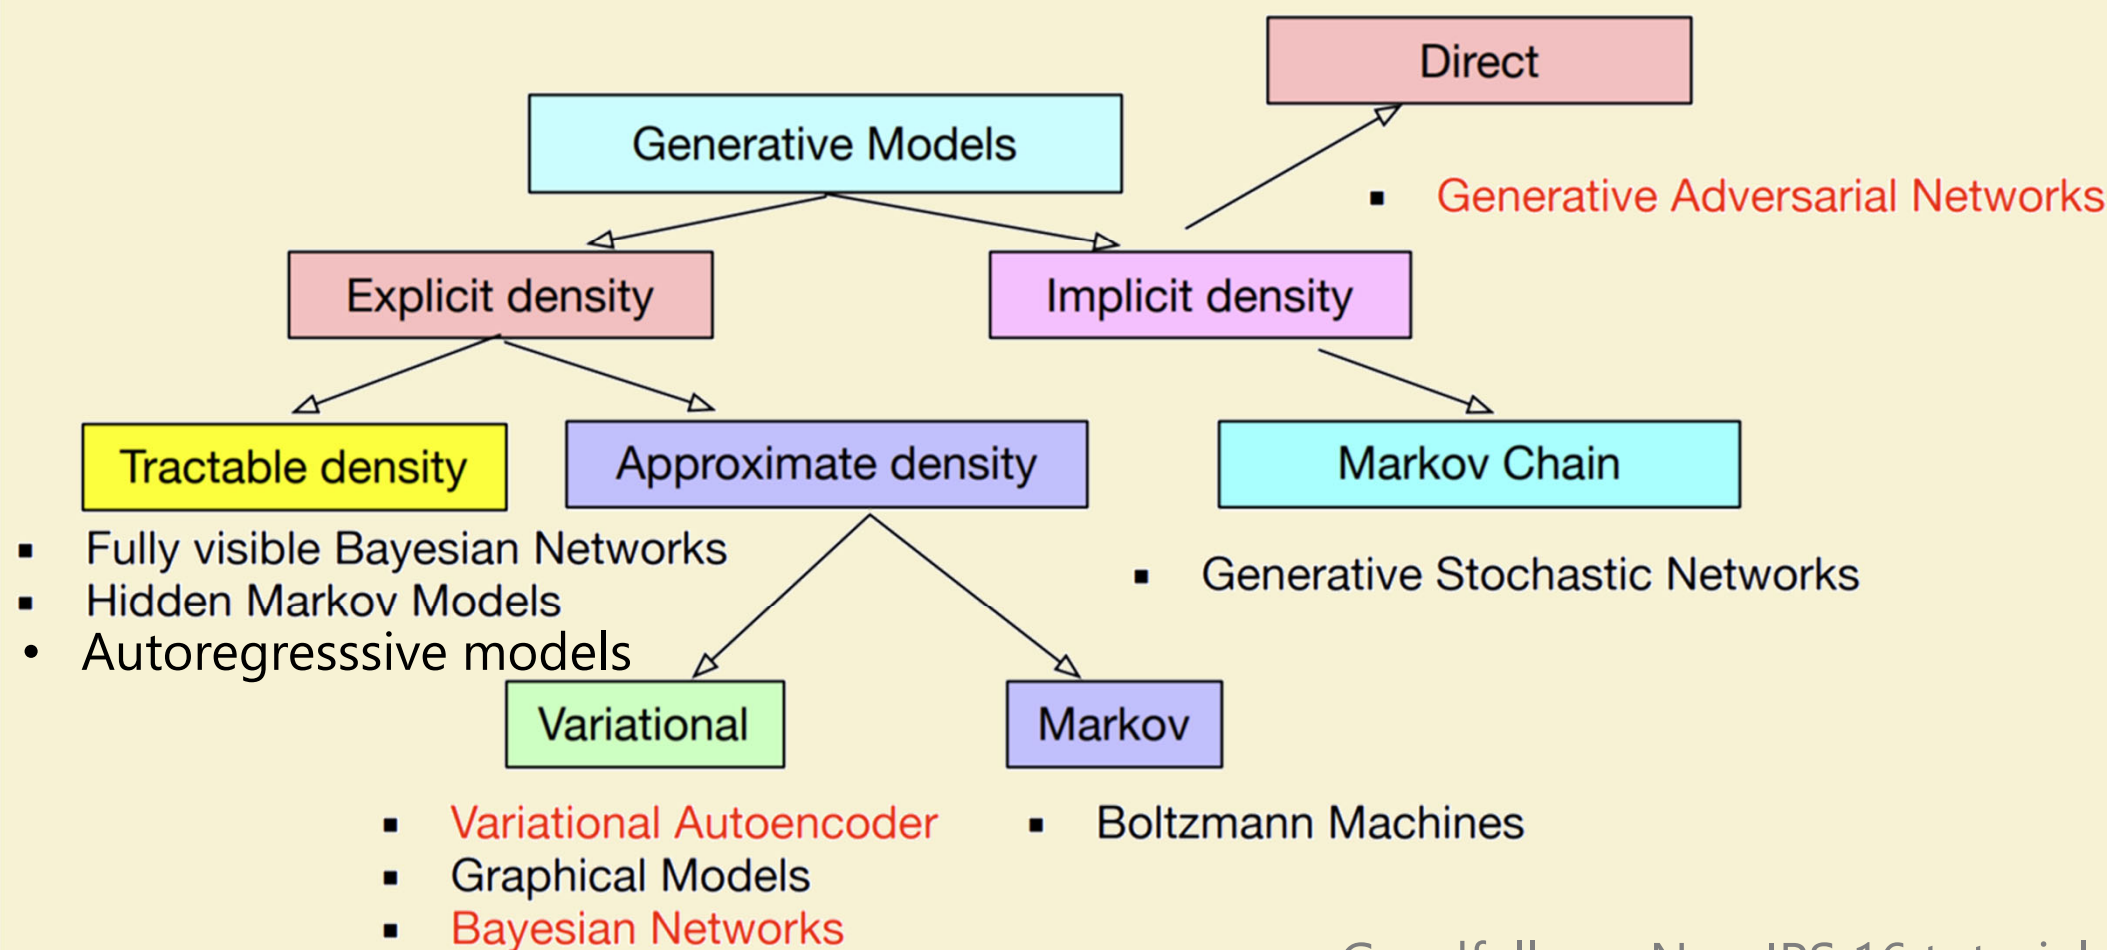 Direct
Generative Models
Generative Adversarial Networks
Explicit density
Implicit density
Tractable density
Approximate density
Markov Chain
Fully visible Bayesian Networks
Hidden Markov Models
• Autoregresssive models
Generative Stochastic Networks
Variational
Markov
Variational Autoencoder
Graphical Models
Bayesian Networks
Boltzmann Machines